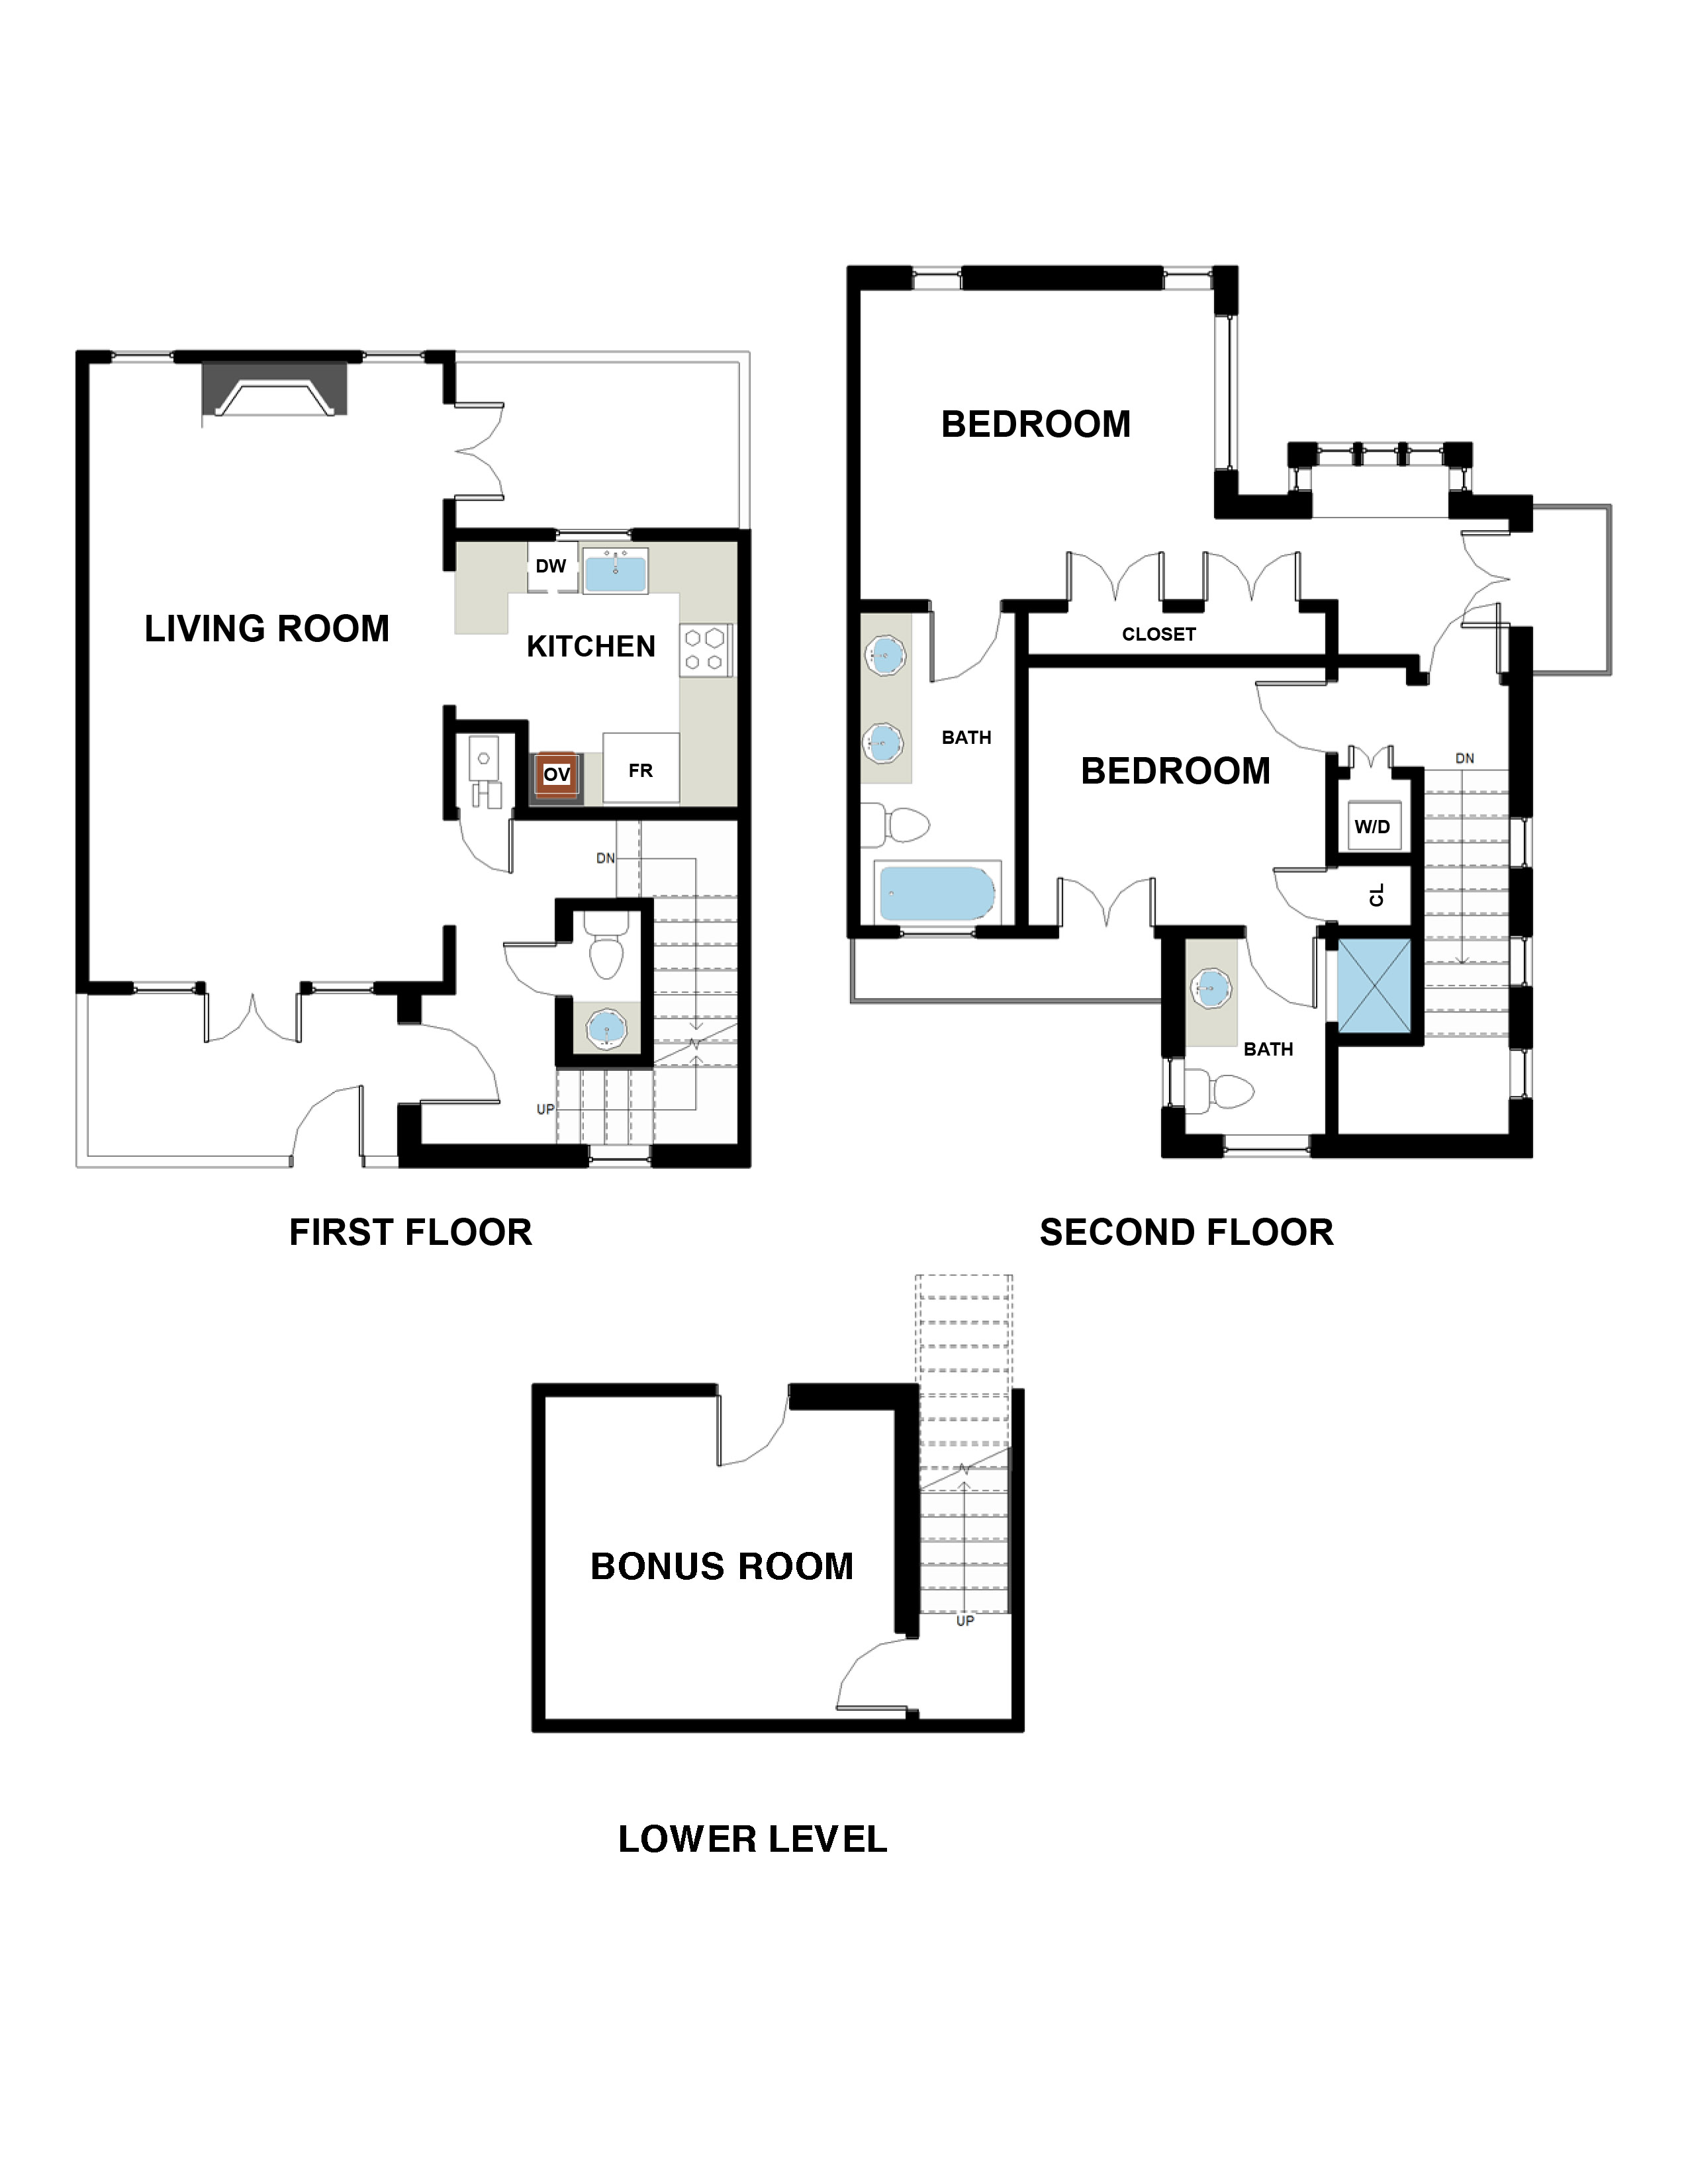 BEDROOM
DW
LIVING ROOM
KITCHEN
OV
FR
DN
UP
CLOSET
BATH
BEDROOM
DN
W/D
CL
BATH
FIRST FLOOR
SECOND FLOOR
BONUS ROOM
UP
LOWER LEVEL